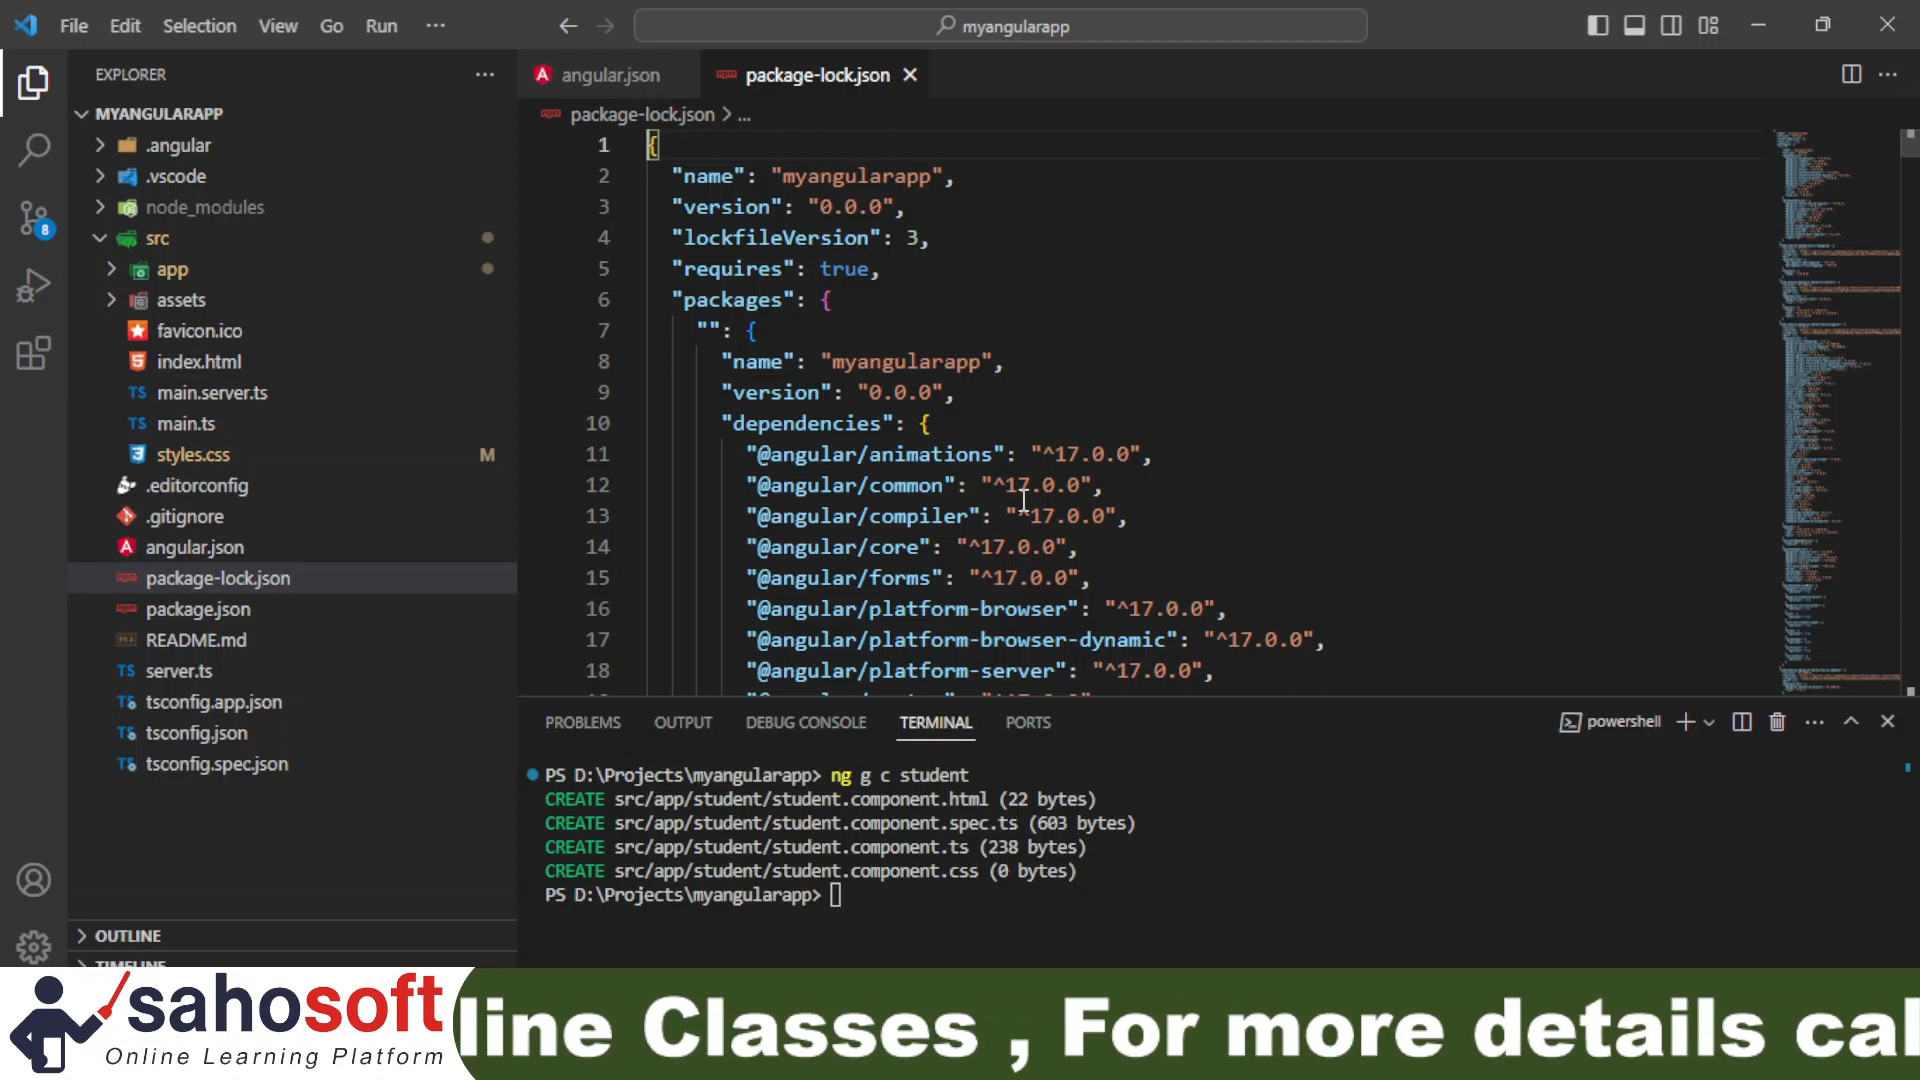 File Edit Selection View Go Run ...
myangularapp
EXPLORER
MYANGULARAPP
.angular
.vscode
node_modules
src
app
assets
favicon.ico
index.html
main.server.ts
main.ts
styles.css M
.editorconfig
.gitignore
angular.json
package-lock.json
package.json
README.md
server.ts
tsconfig.app.json
tsconfig.json
tsconfig.spec.json
OUTLINE
TIMELINE
8
angular.json package-lock.json
package-lock.json > ...
1 {
2 "name": "myangularapp",
3 "version": "0.0.0",
4 "lockfileVersion": 3,
5 "requires": true,
6 "packages": {
7 "": {
8 "name": "myangularapp",
9 "version": "0.0.0",
10 "dependencies": {
11 "@angular/animations": "^17.0.0",
12 "@angular/common": "^17.0.0",
13 "@angular/compiler": "^17.0.0",
14 "@angular/core": "^17.0.0",
15 "@angular/forms": "^17.0.0",
16 "@angular/platform-browser": "^17.0.0",
17 "@angular/platform-browser-dynamic": "^17.0.0",
18 "@angular/platform-server": "^17.0.0",
PROBLEMS OUTPUT DEBUG CONSOLE TERMINAL PORTS powershell
PS D:\Projects\myangularapp> ng g c student
CREATE src/app/student/student.component.html (22 bytes)
CREATE src/app/student/student.component.spec.ts (603 bytes)
CREATE src/app/student/student.component.ts (238 bytes)
CREATE src/app/student/student.component.css (0 bytes)
PS D:\Projects\myangularapp>
sahosoft
Online Learning Platform
line Classes , For more details cal